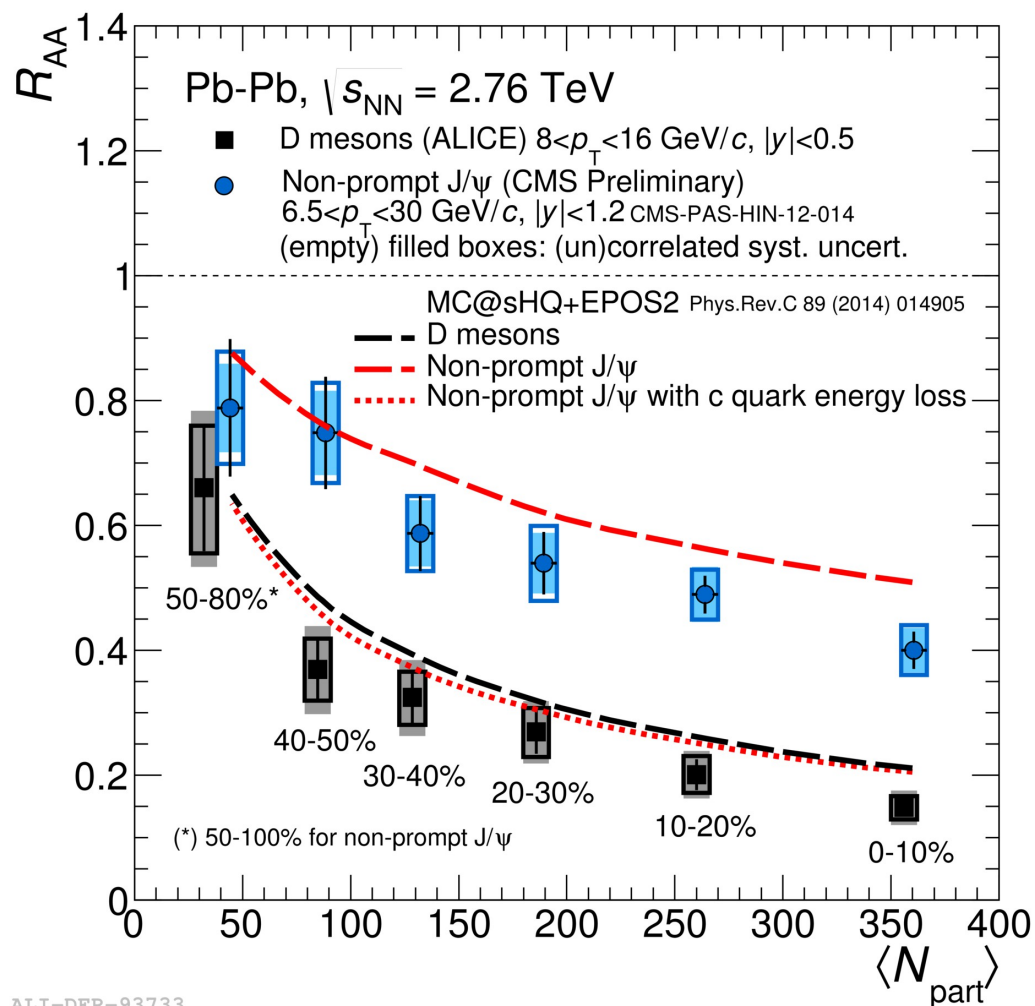 R_AA
1.4
1.2
1
0.8
0.6
0.4
0.2
0
Pb-Pb, √s_NN = 2.76 TeV
D mesons (ALICE) 8<p_T<16 GeV/c, |y|<0.5
Non-prompt J/ψ (CMS Preliminary)
6.5<p_T<30 GeV/c, |y|<1.2 CMS-PAS-HIN-12-014
(empty) filled boxes: (un)correlated syst. uncert.
MC@sHQ+EPOS2 Phys.Rev.C 89 (2014) 014905
D mesons
Non-prompt J/ψ
Non-prompt J/ψ with c quark energy loss
50-80%*
40-50%
30-40%
20-30%
10-20%
0-10%
(*) 50-100% for non-prompt J/ψ
0 50 100 150 200 250 300 350 400
⟨N_part⟩
ALI-DER-93733